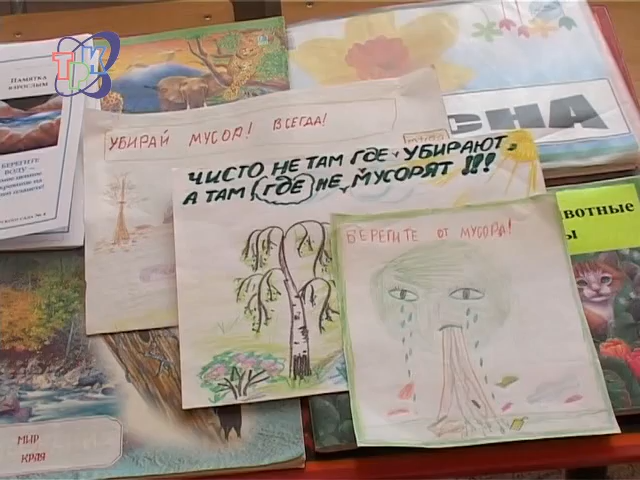 ТВК
Памятка
взрослым
БЕРЕГИТЕ
ВОДУ —
УБИРАЙ МУСОР! ВСЕГДА!
ЧИСТО НЕ ТАМ ГДЕ УБИРАЮТ,
А ТАМ ГДЕ НЕ МУСОРЯТ!!!
БЕРЕГИТЕ ОТ МУСОРА!
СНА
МИР
КРАЯ